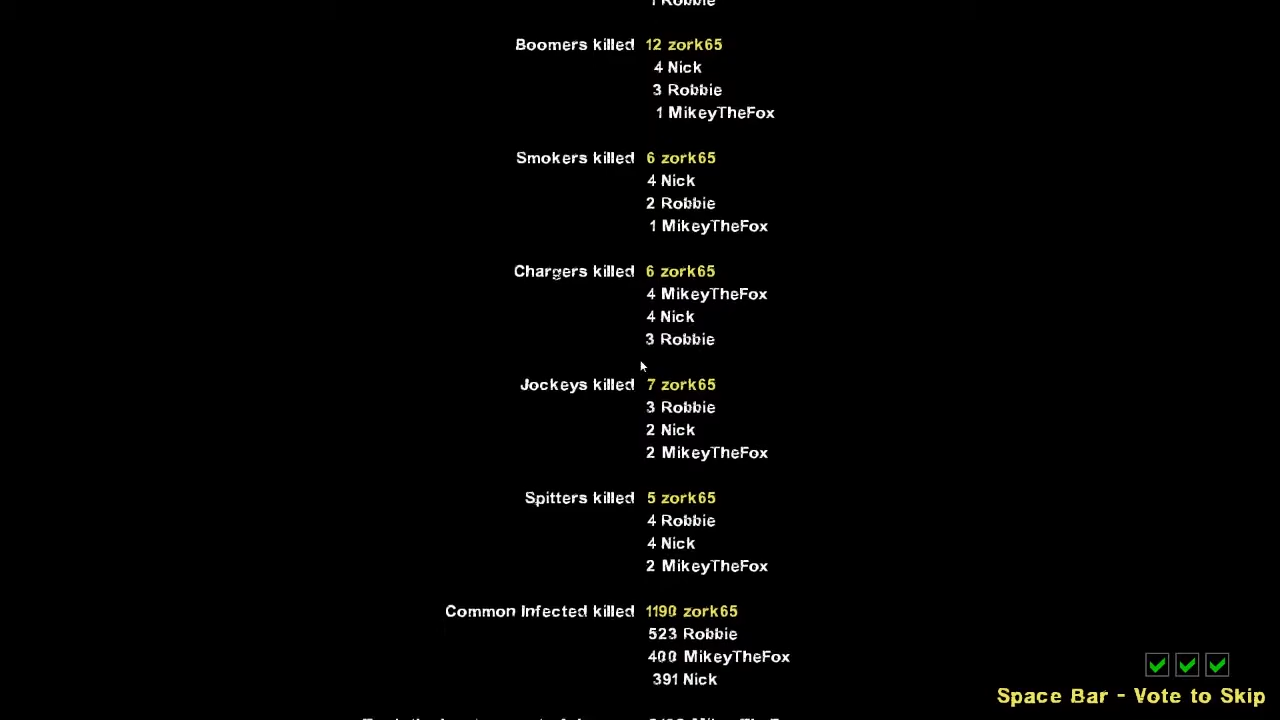 1 Robbie
Boomers killed 12 zork65
4 Nick
3 Robbie
1 MikeyTheFox
Smokers killed 6 zork65
4 Nick
2 Robbie
1 MikeyTheFox
Chargers killed 6 zork65
4 MikeyTheFox
4 Nick
3 Robbie
Jockeys killed 7 zork65
3 Robbie
2 Nick
2 MikeyTheFox
Spitters killed 5 zork65
4 Robbie
4 Nick
2 MikeyTheFox
Common Infected killed 1190 zork65
523 Robbie
400 MikeyTheFox
391 Nick
Space Bar - Vote to Skip